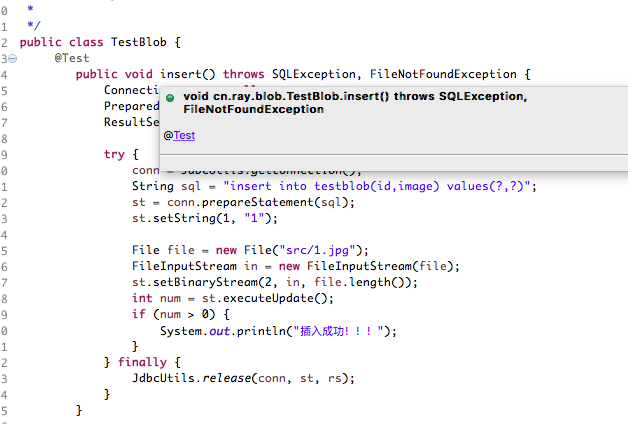 0 *
1 */
2 public class TestBlob {
3 @Test
4 public void insert() throws SQLException, FileNotFoundException {
5 Connecti
6 Prepared
7 ResultSe
8
9 try {
0 conn = JdbcUtils.getConnection();
1 String sql = "insert into testblob(id,image) values(?,?)";
2 st = conn.prepareStatement(sql);
3 st.setString(1, "1");
4
5 File file = new File("src/1.jpg");
6 FileInputStream in = new FileInputStream(file);
7 st.setBinaryStream(2, in, file.length());
8 int num = st.executeUpdate();
9 if (num > 0) {
0 System.out.println("插入成功！！！");
1 }
2 } finally {
3 JdbcUtils.release(conn, st, rs);
4 }
5 }
void cn.ray.blob.TestBlob.insert() throws SQLException,
FileNotFoundException
@Test